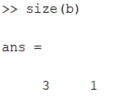 >> size(b)
ans =
3 1